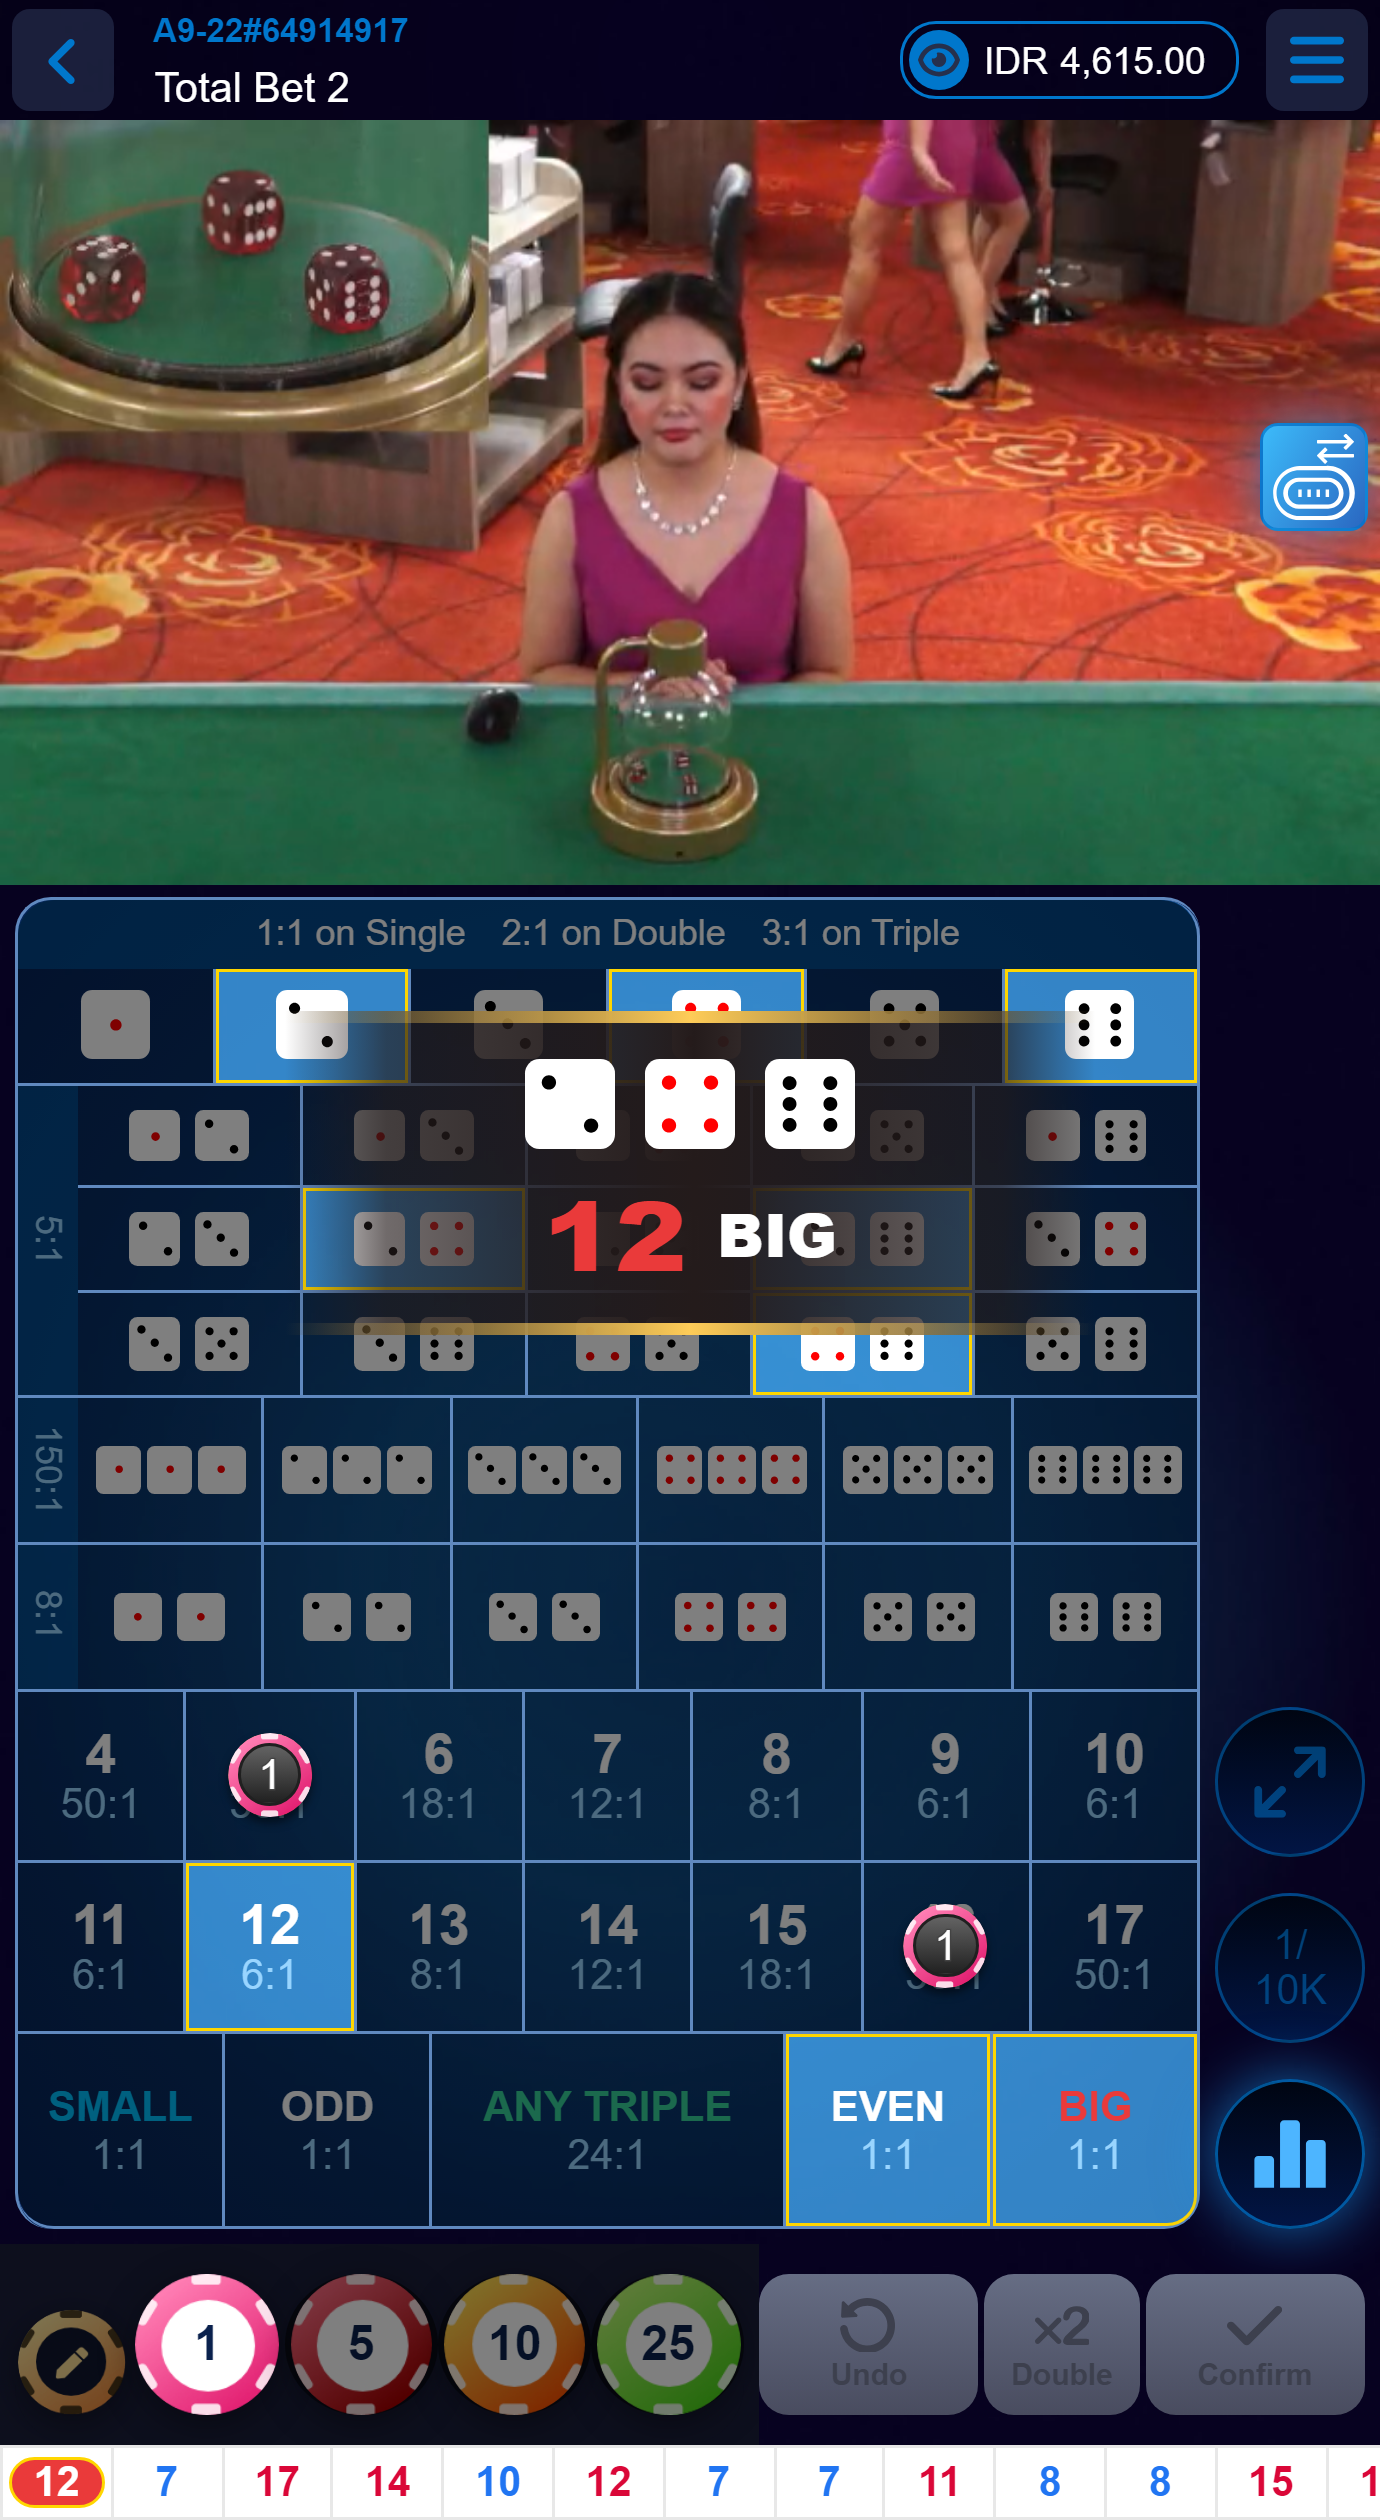 A9-22#64914917
Total Bet 2
IDR 4,615.00
1:1 on Single 2:1 on Double 3:1 on Triple
12 BIG
5:1
150:1
8:1
4 1 6 7 8 9 10
50:1 18:1 12:1 8:1 6:1 6:1
11 12 13 14 15 1 17
6:1 6:1 8:1 12:1 18:1 50:1
1/
10K
SMALL ODD ANY TRIPLE EVEN BIG
1:1 1:1 24:1 1:1 1:1
1 5 10 25
x2
Undo Double Confirm
12 7 17 14 10 12 7 7 11 8 8 15